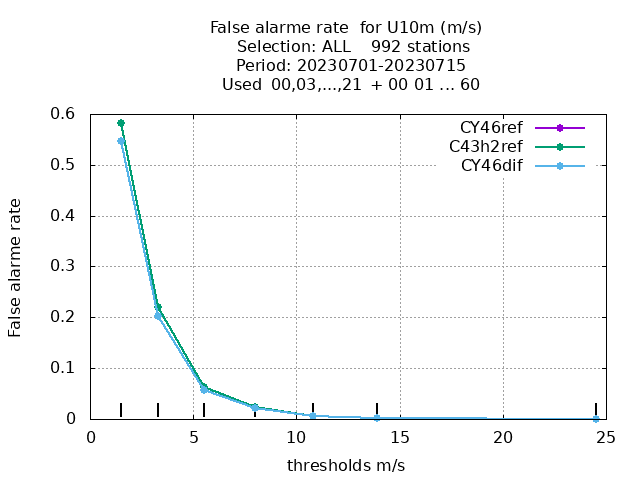 False alarme rate  for U10m (m/s)
Selection: ALL    992 stations
Period: 20230701-20230715
Used  00,03,...,21  + 00 01 ... 60
CY46ref
C43h2ref
CY46dif
0.6
0.5
0.4
0.3
0.2
0.1
0
False alarme rate
0 5 10 15 20 25
thresholds m/s